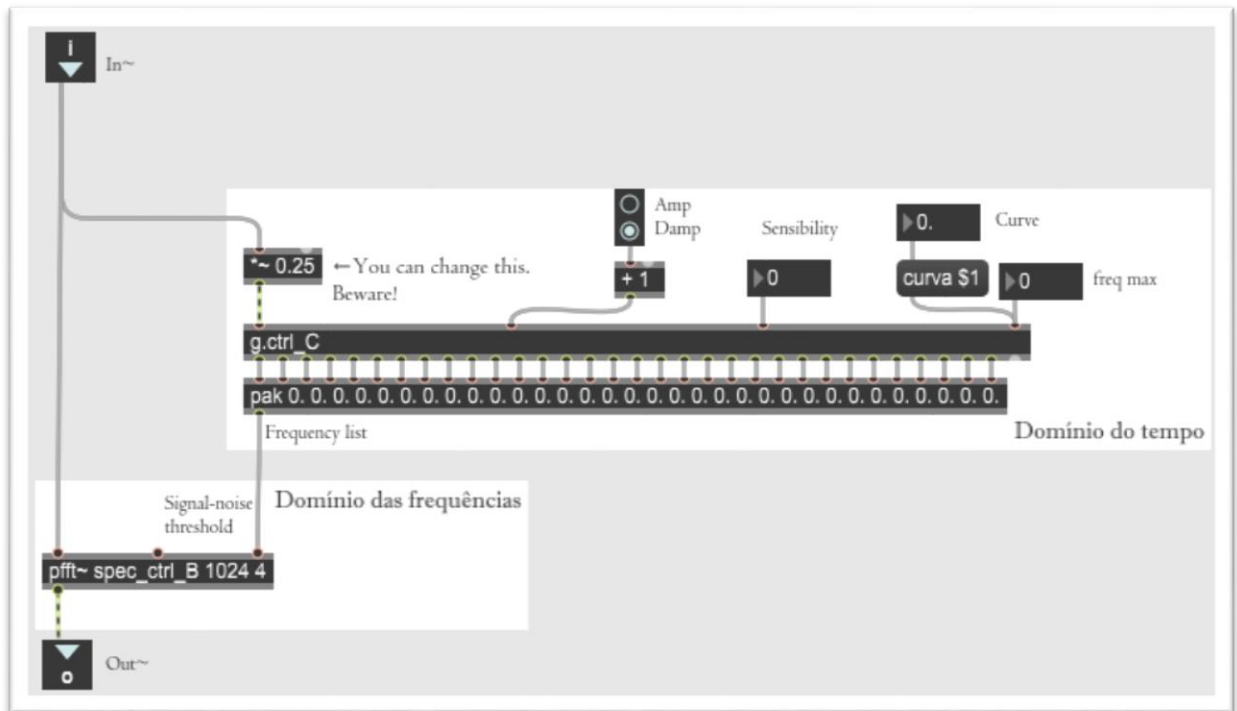 i
In~
Amp
Damp
Sensibility
0.
Curve
*~ 0.25
←You can change this.
Beware!
+ 1
0
curva $1
0
freq max
g.ctrl_C
pak 0. 0. 0. 0. 0. 0. 0. 0. 0. 0. 0. 0. 0. 0. 0. 0. 0. 0. 0. 0. 0. 0. 0. 0. 0. 0. 0. 0. 0. 0. 0. 0.
Frequency list
Domínio do tempo
Signal-noise
threshold
Domínio das frequências
pfft~ spec_ctrl_B 1024 4
o
Out~